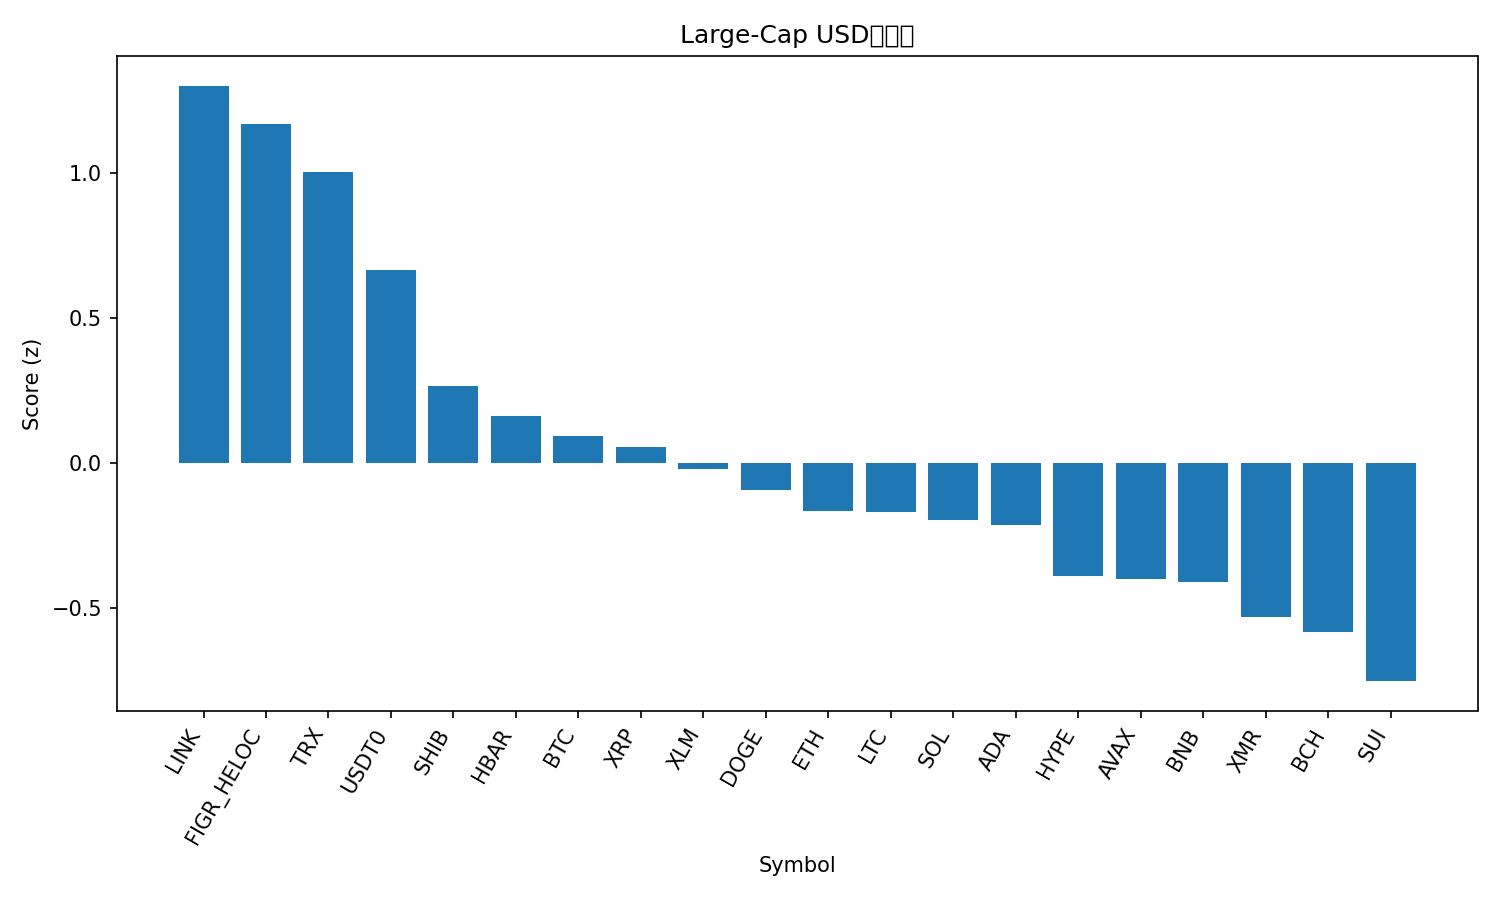 Large-Cap USD
Score (z)
1.0
0.5
0.0
−0.5
LINK
FIGR_HELOC
TRX
USDT0
SHIB
HBAR
BTC
XRP
XLM
DOGE
ETH
LTC
SOL
ADA
HYPE
AVAX
BNB
XMR
BCH
SUI
Symbol